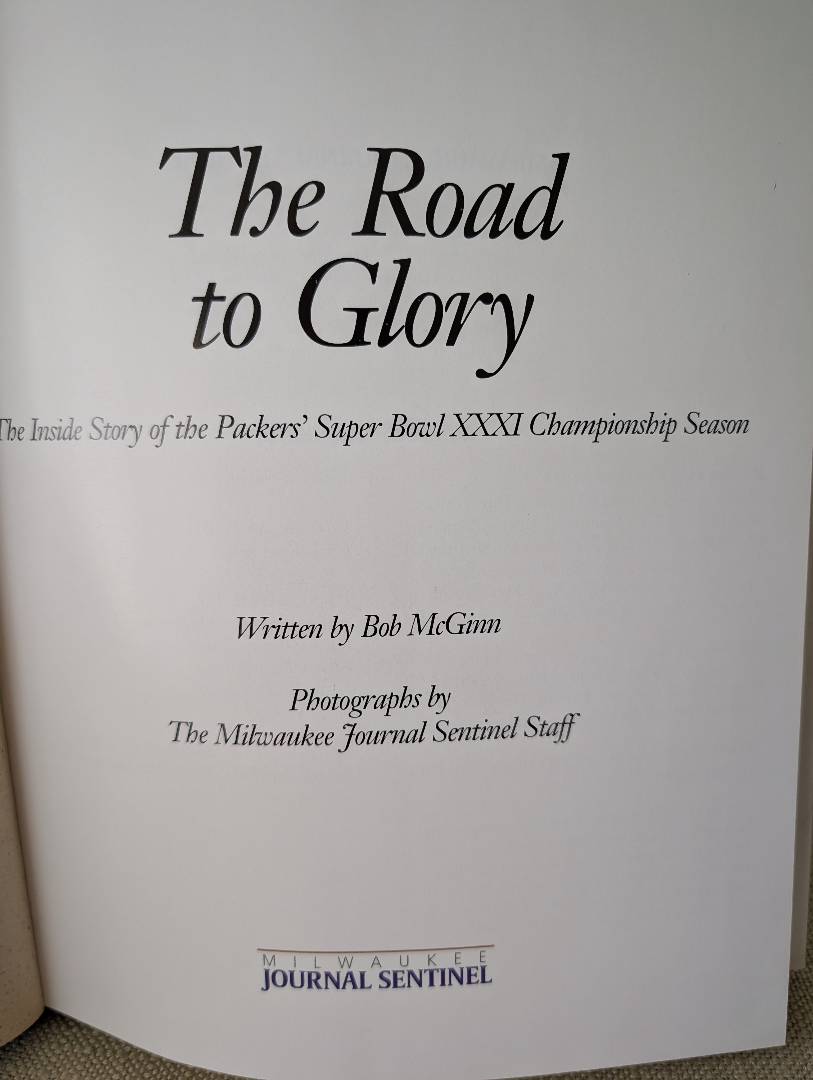 The Road
to Glory
The Inside Story of the Packers' Super Bowl XXXI Championship Season
Written by Bob McGinn
Photographs by
The Milwaukee Journal Sentinel Staff
MILWAUKEE
JOURNAL SENTINEL